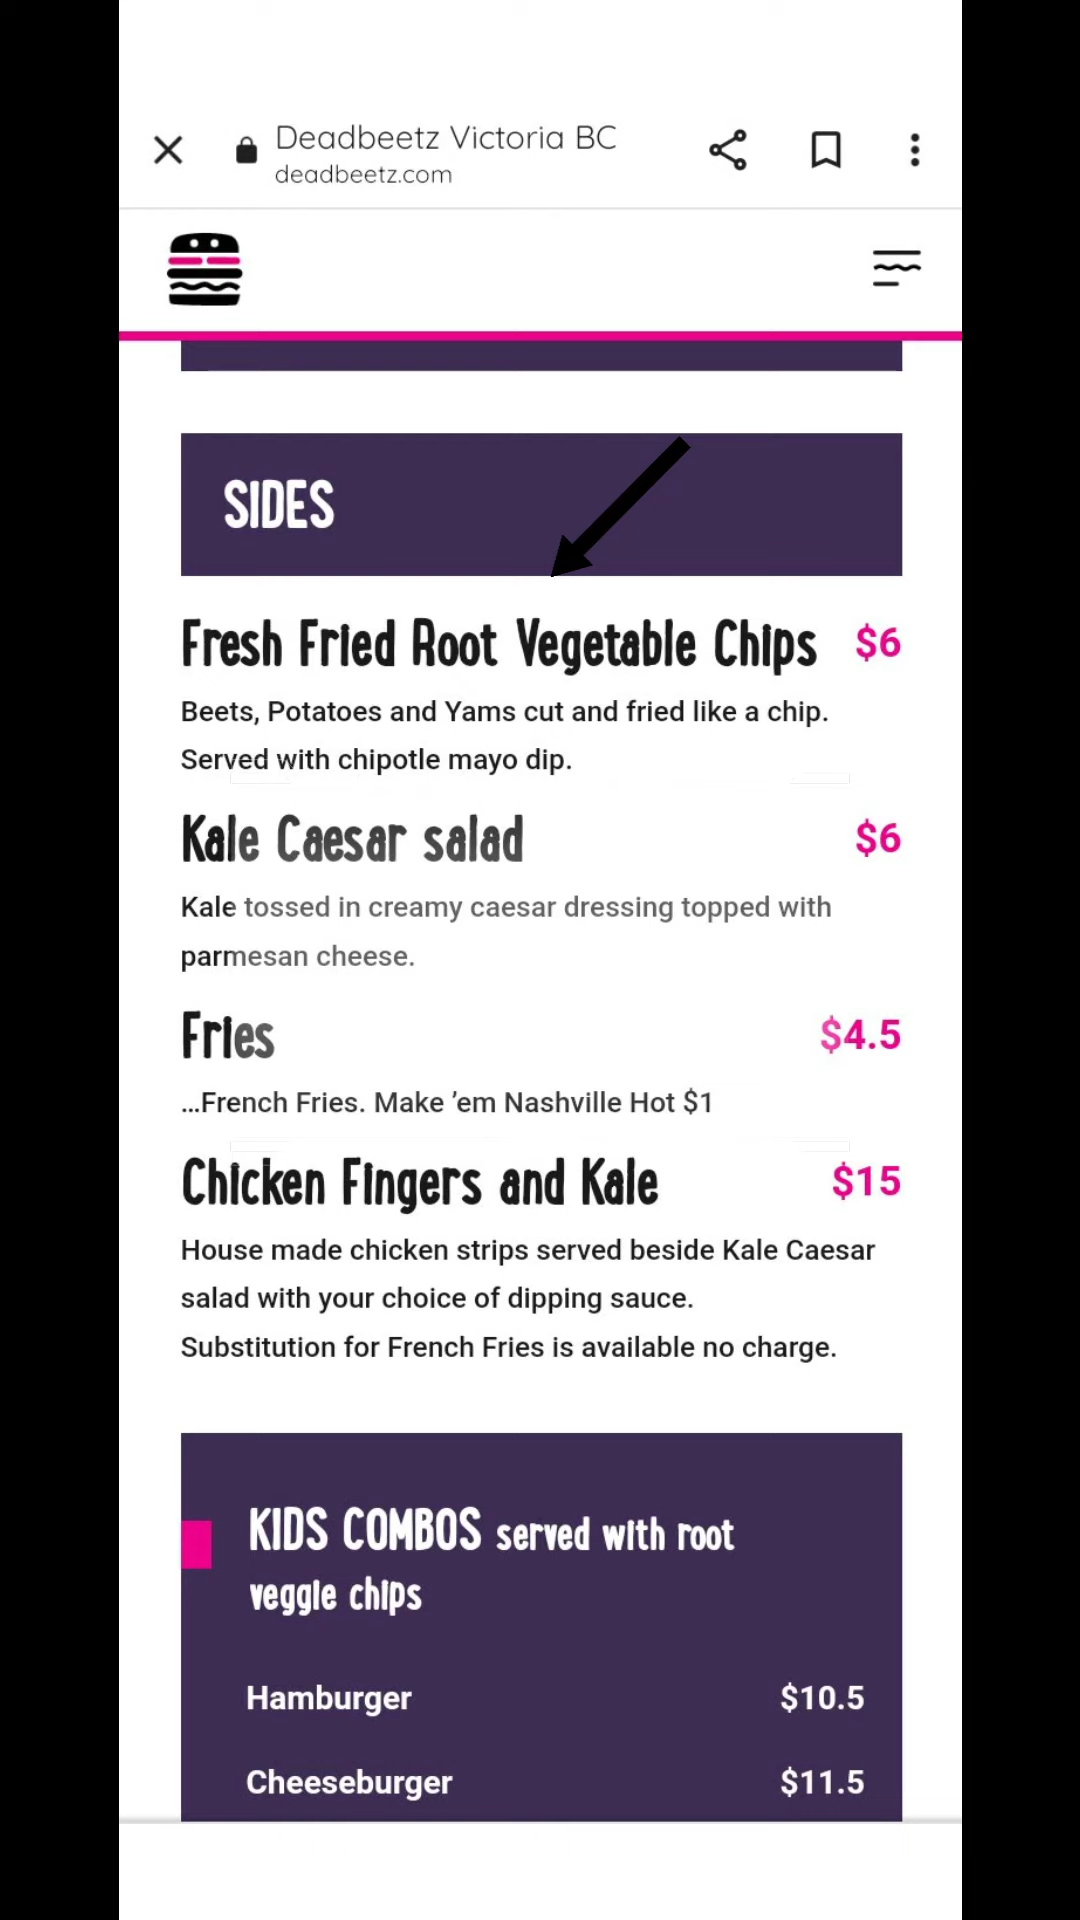 Deadbeetz Victoria BC
deadbeetz.com
SIDES
Fresh Fried Root Vegetable Chips $6
Beets, Potatoes and Yams cut and fried like a chip.
Served with chipotle mayo dip.
Kale Caesar salad $6
Kale tossed in creamy caesar dressing topped with
parmesan cheese.
Fries $4.5
...French Fries. Make ’em Nashville Hot $1
Chicken Fingers and Kale $15
House made chicken strips served beside Kale Caesar
salad with your choice of dipping sauce.
Substitution for French Fries is available no charge.
KIDS COMBOS served with root
veggie chips
Hamburger $10.5
Cheeseburger $11.5